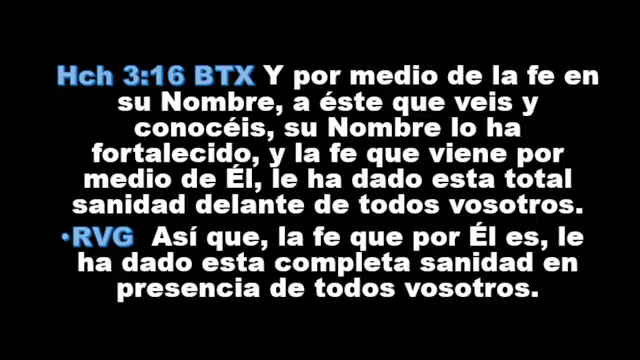 Hch 3:16 BTX Y por medio de la fe en
su Nombre, a éste que veis y
conocéis, su Nombre lo ha
fortalecido, y la fe que viene por
medio de Él, le ha dado esta total
sanidad delante de todos vosotros.
•RVG Así que, la fe que por Él es, le
ha dado esta completa sanidad en
presencia de todos vosotros.